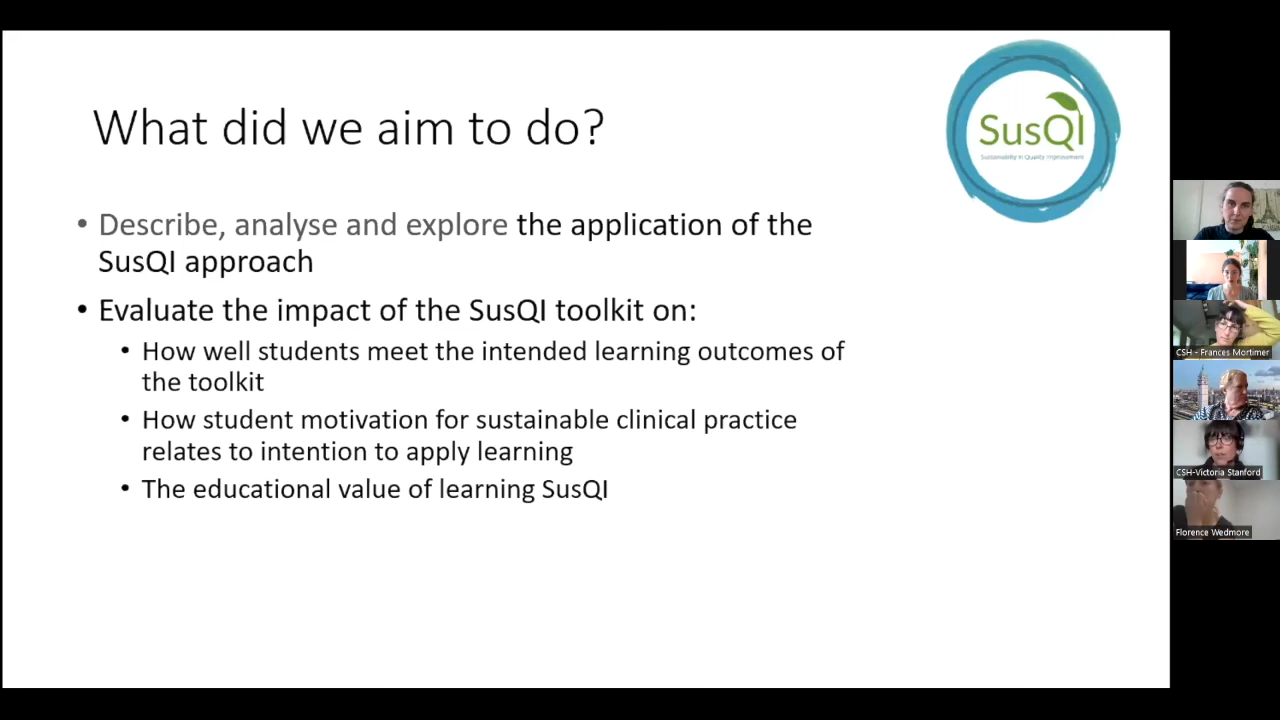 What did we aim to do?
SusQI
Sustainability in Quality Improvement
• Describe, analyse and explore the application of the
SusQI approach
• Evaluate the impact of the SusQI toolkit on:
• How well students meet the intended learning outcomes of
the toolkit
• How student motivation for sustainable clinical practice
relates to intention to apply learning
• The educational value of learning SusQI
CSH - Frances Mortimer
CSH-Victoria Stanford
Florence Wedmore